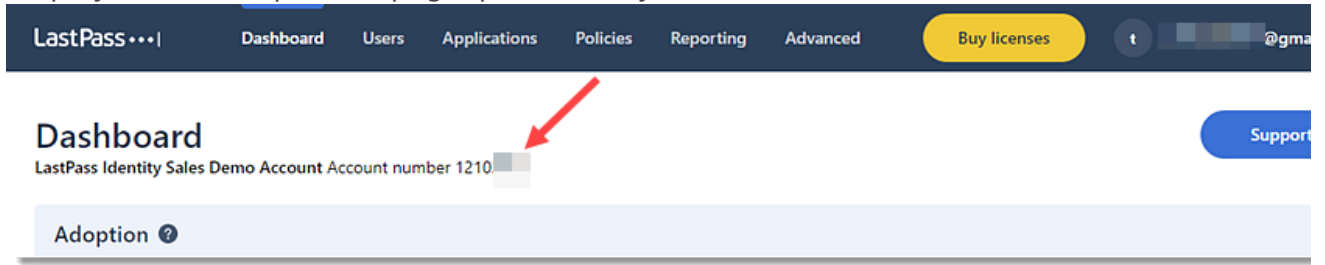 LastPass •••|
Dashboard Users Applications Policies Reporting Advanced Buy licenses t @gma
Dashboard
LastPass Identity Sales Demo Account Account number 1210
Support
Adoption ?